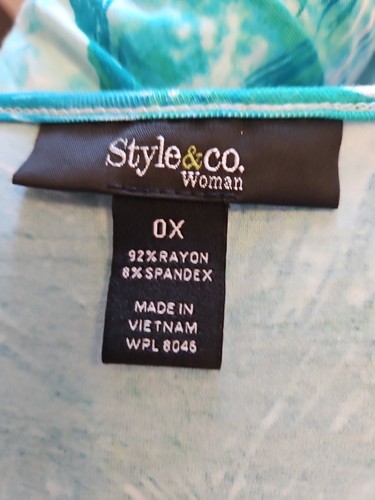 Style&co.
Woman
0X
92%RAYON
8%SPANDEX
MADE IN
VIETNAM
WPL 8046